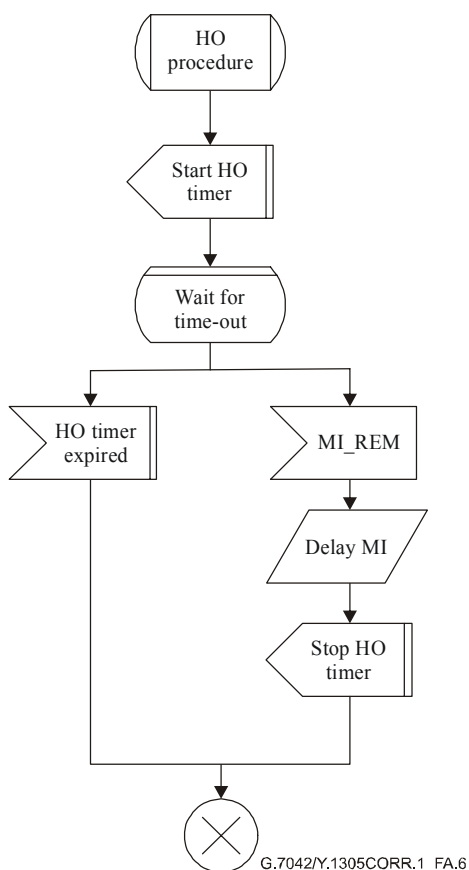 HO
procedure
Start HO
timer
Wait for
time-out
HO timer
expired
MI_REM
Delay MI
Stop HO
timer
G.7042/Y.1305CORR.1 FA.6